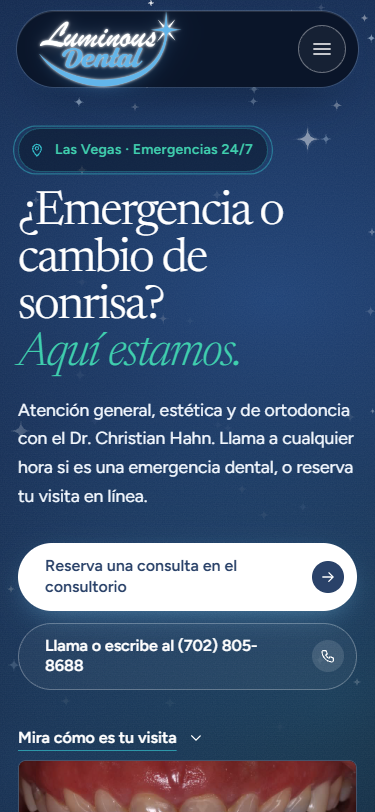 Luminous
Dental
Las Vegas · Emergencias 24/7
¿Emergencia o
cambio de
sonrisa?
Aquí estamos.
Atención general, estética y de ortodoncia
con el Dr. Christian Hahn. Llama a cualquier
hora si es una emergencia dental, o reserva
tu visita en línea.
Reserva una consulta en el
consultorio
Llama o escribe al (702) 805-
8688
Mira cómo es tu visita